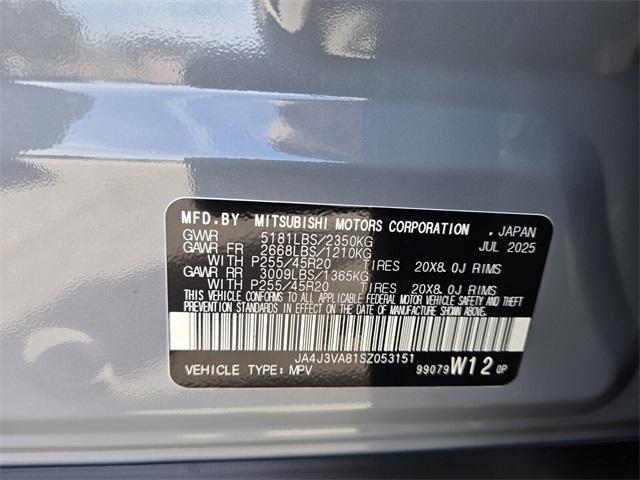 MFD.BY MITSUBISHI MOTORS CORPORATION , JAPAN
GVWR 5181LBS/2350KG JUL 2025
GAWR FR 2668LBS/1210KG
WITH P255/45R20 TIRES 20X8.0J RIMS
GAWR RR 3009LBS/1365KG
WITH P255/45R20 TIRES 20X8.0J RIMS
THIS VEHICLE CONFORMS TO ALL APPLICABLE FEDERAL MOTOR VEHICLE SAFETY AND THEFT
PREVENTION STANDARDS IN EFFECT ON THE DATE OF MANUFACTURE SHOWN ABOVE.
JA4J3VA81SZ053151
VEHICLE TYPE: MPV 99079 W12 0P